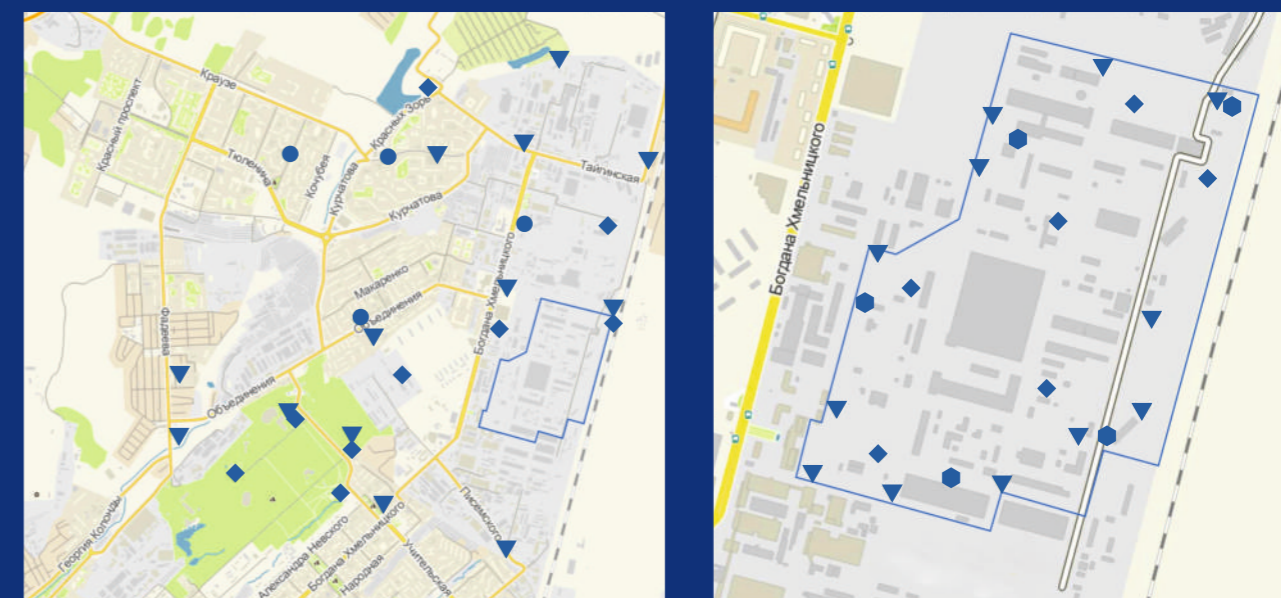 Краузе
Красный проспект
Красных Зорь
Тюленина
Кочубея
Курчатова
Курчатова
Тайгинская
Макаренко
Объединения
Богдана Хмельницкого
Фадеева
Объединения
Георгия Колонды
Писемского
Александра Невского
Богдана Хмельницкого
Народная
Учительская
Богдана Хмельницкого